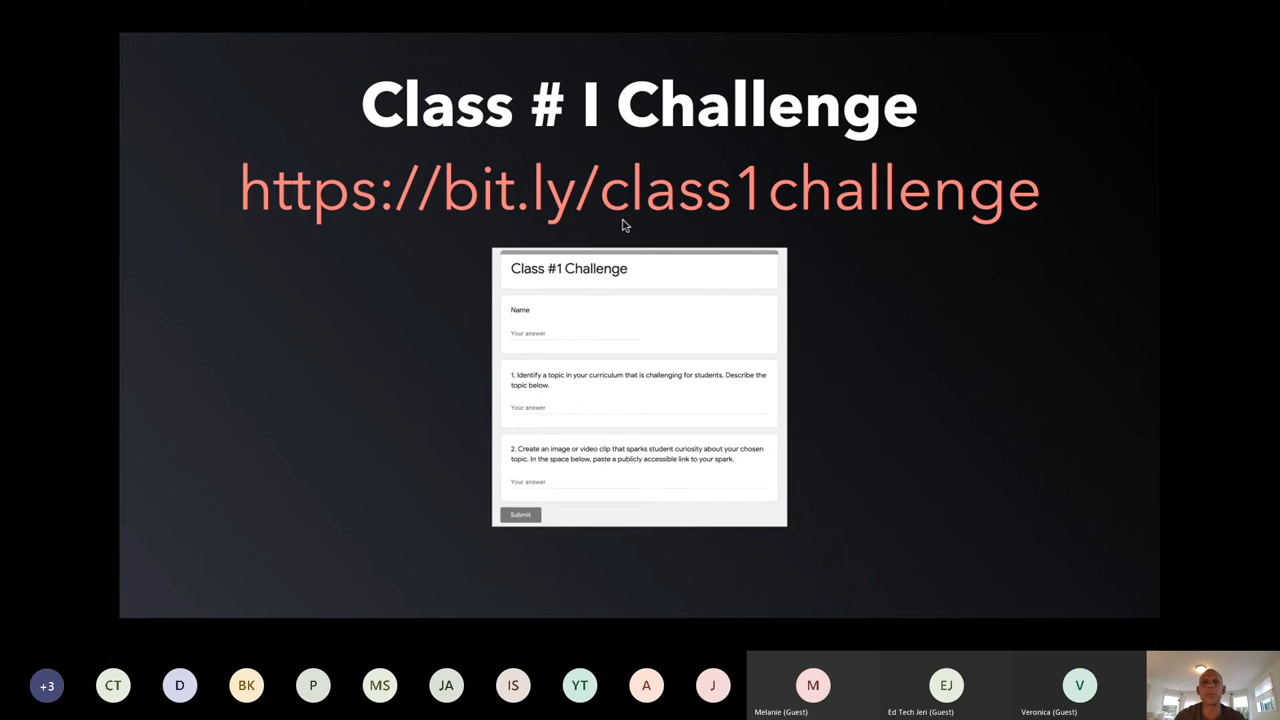 Class # 1 Challenge
https://bit.ly/class1challenge
Class #1 Challenge
Name
Your answer
1. Identify a topic in your curriculum that is challenging for students. Describe the
topic below.
Your answer
2. Create an image or video clip that sparks student curiosity about your chosen
topic. In the space below, paste a publicly accessible link to your spark.
Your answer
Submit
+3
CT
D
BK
P
MS
JA
IS
YT
A
J
M
EJ
V
Melanie (Guest)
Ed Tech Jeri (Guest)
Veronica (Guest)